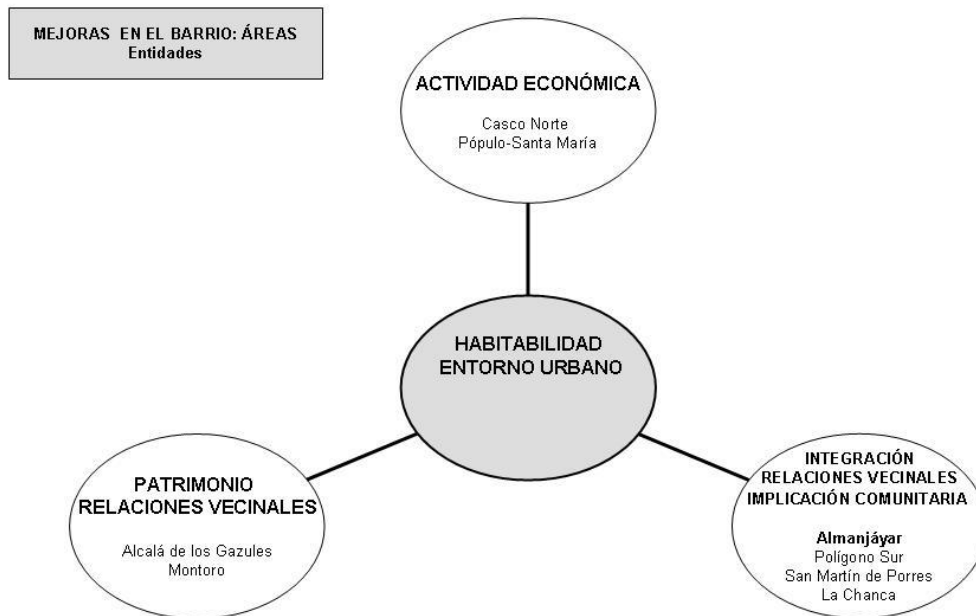 MEJORAS EN EL BARRIO: ÁREAS
Entidades
ACTIVIDAD ECONÓMICA
Casco Norte
Pópulo-Santa María
HABITABILIDAD
ENTORNO URBANO
PATRIMONIO
RELACIONES VECINALES
Alcalá de los Gazules
Montoro
INTEGRACIÓN
RELACIONES VECINALES
IMPLICACIÓN COMUNITARIA
Almanjáyar
Polígono Sur
San Martín de Porres
La Chanca